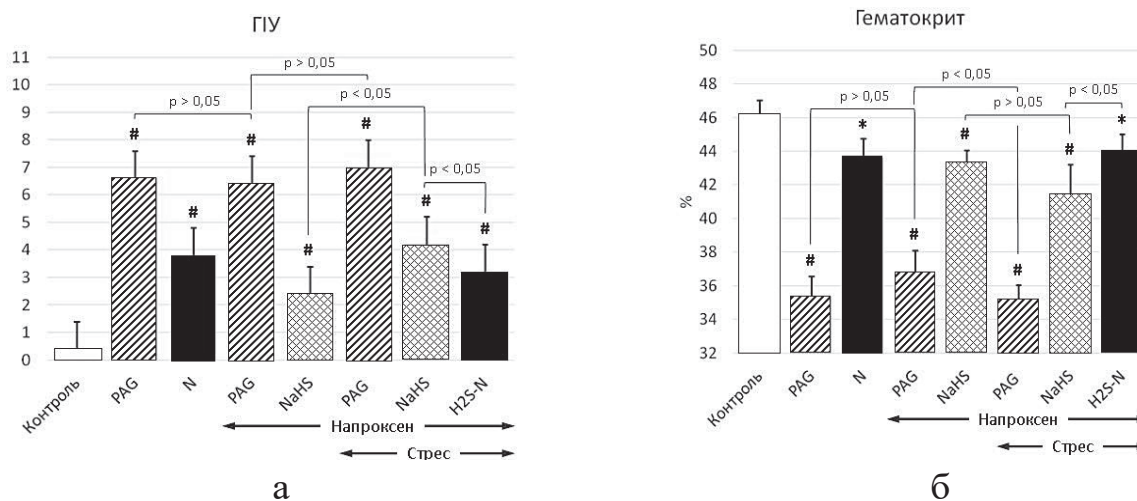 ГІУ
11
10
9
8
7
6
5
4
3
2
1
0
p > 0,05
p > 0,05
p < 0,05
p < 0,05
#
#
#
#
#
#
#
Контроль
PAG
N
PAG
NaHS
PAG
NaHS
H2S-N
Напроксен
Стрес
а
Гематокрит
%
50
48
46
44
42
40
38
36
34
32
p < 0,05
p > 0,05
p > 0,05
p < 0,05
#
*
#
#
#
#
*
Контроль
PAG
N
PAG
NaHS
PAG
NaHS
H2S-N
Напроксен
Стрес
б